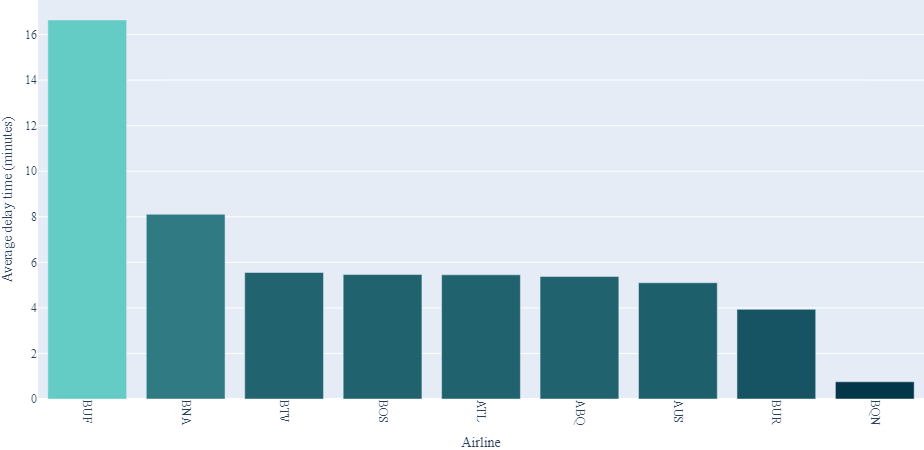 Average delay time (minutes)
16
14
12
10
8
6
4
2
0
BUF
BNA
BTV
BOS
ATL
ABQ
AUS
BUR
BQN
Airline